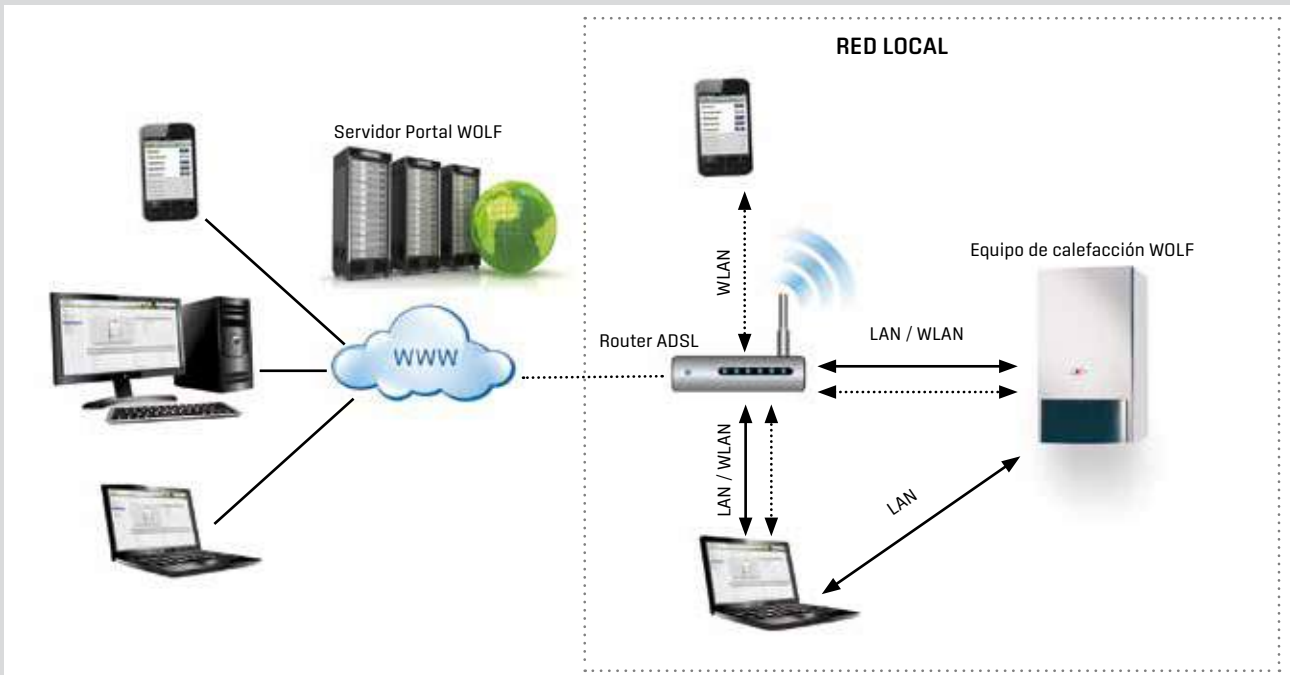 RED LOCAL
Servidor Portal WOLF
WLAN
Equipo de calefacción WOLF
Router ADSL
LAN / WLAN
WWW
LAN / WLAN
LAN